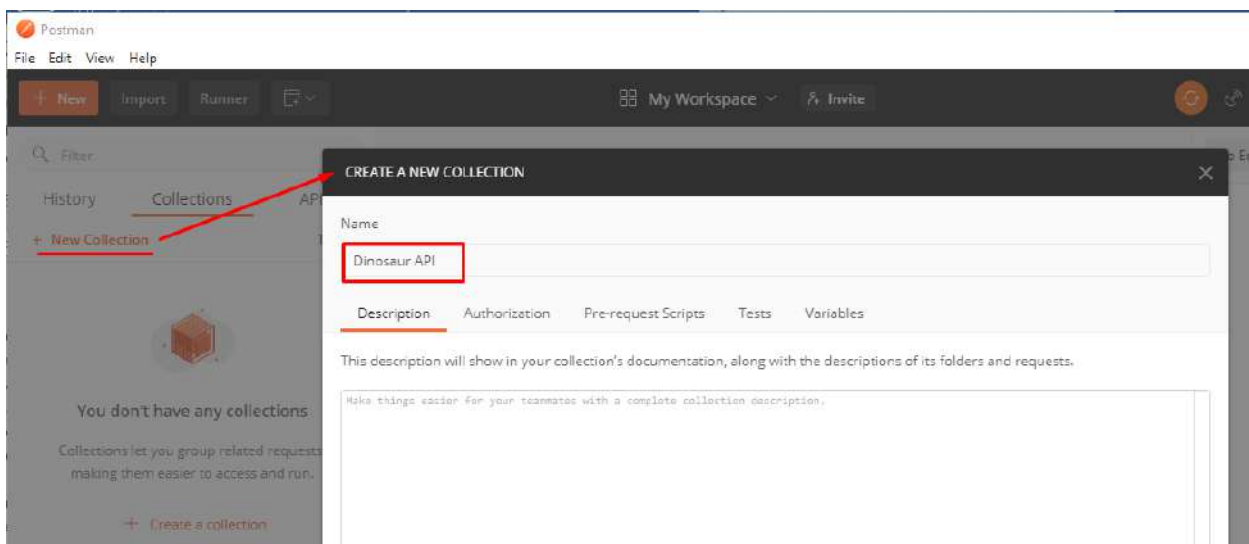 Postman
File Edit View Help
+ New Import Runner My Workspace Invite
Filter
CREATE A NEW COLLECTION
History Collections API
Name
+ New Collection
Dinosaur API
Description Authorization Pre-request Scripts Tests Variables
This description will show in your collection's documentation, along with the descriptions of its folders and requests.
Make things easier for your teammates with a complete collection description.
You don't have any collections
Collections let you group related requests
making them easier to access and run.
+ Create a collection